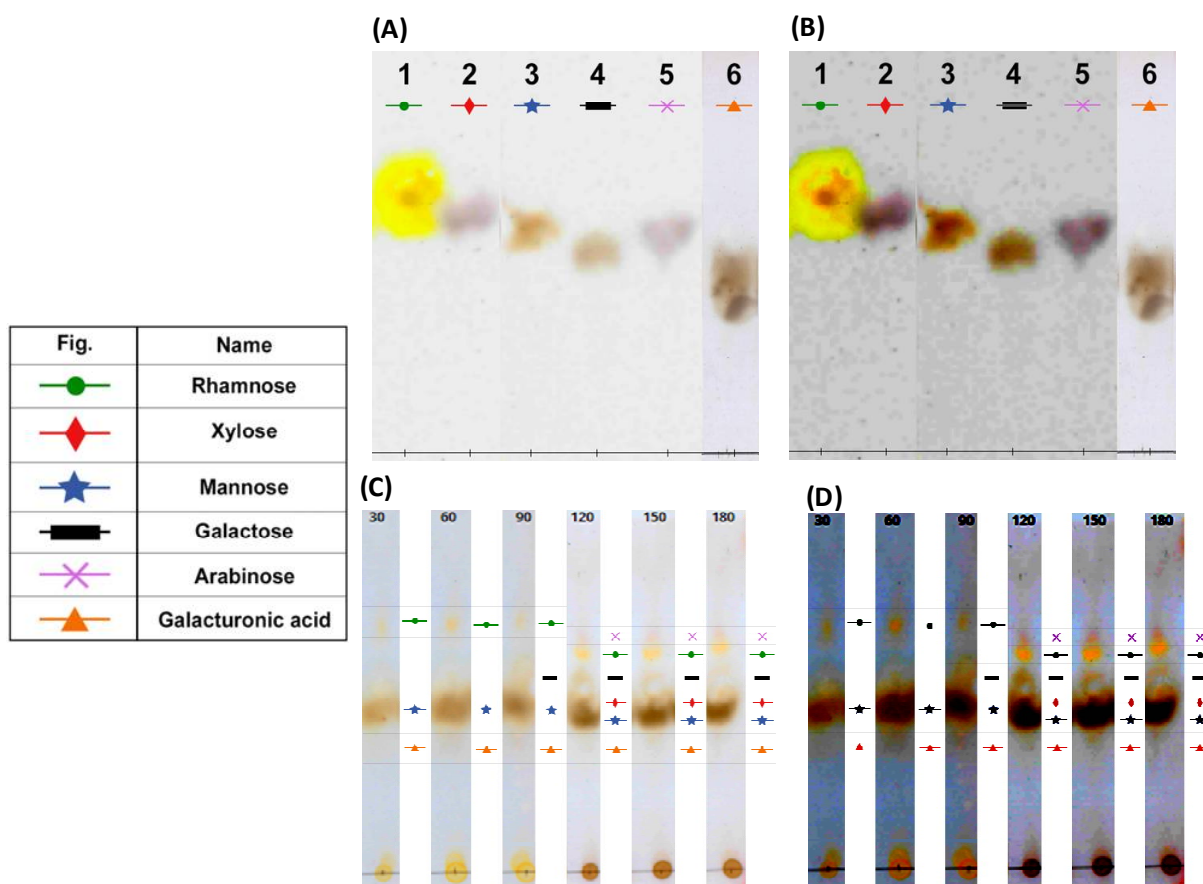 (A)
(B)
1 2 3 4 5 6
1 2 3 4 5 6
Fig. Name
Rhamnose
Xylose
Mannose
Galactose
Arabinose
Galacturonic acid
(C)
(D)
30 60 90 120 150 180
30 60 90 120 150 180